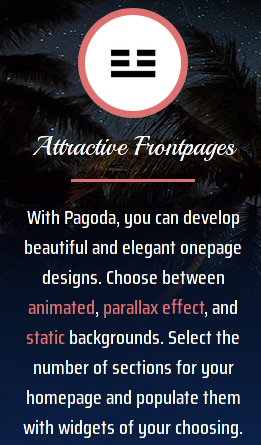 Attractive Frontpages
With Pagoda, you can develop
beautiful and elegant onepage
designs. Choose between
animated, parallax effect, and
static backgrounds. Select the
number of sections for your
homepage and populate them
with widgets of your choosing.